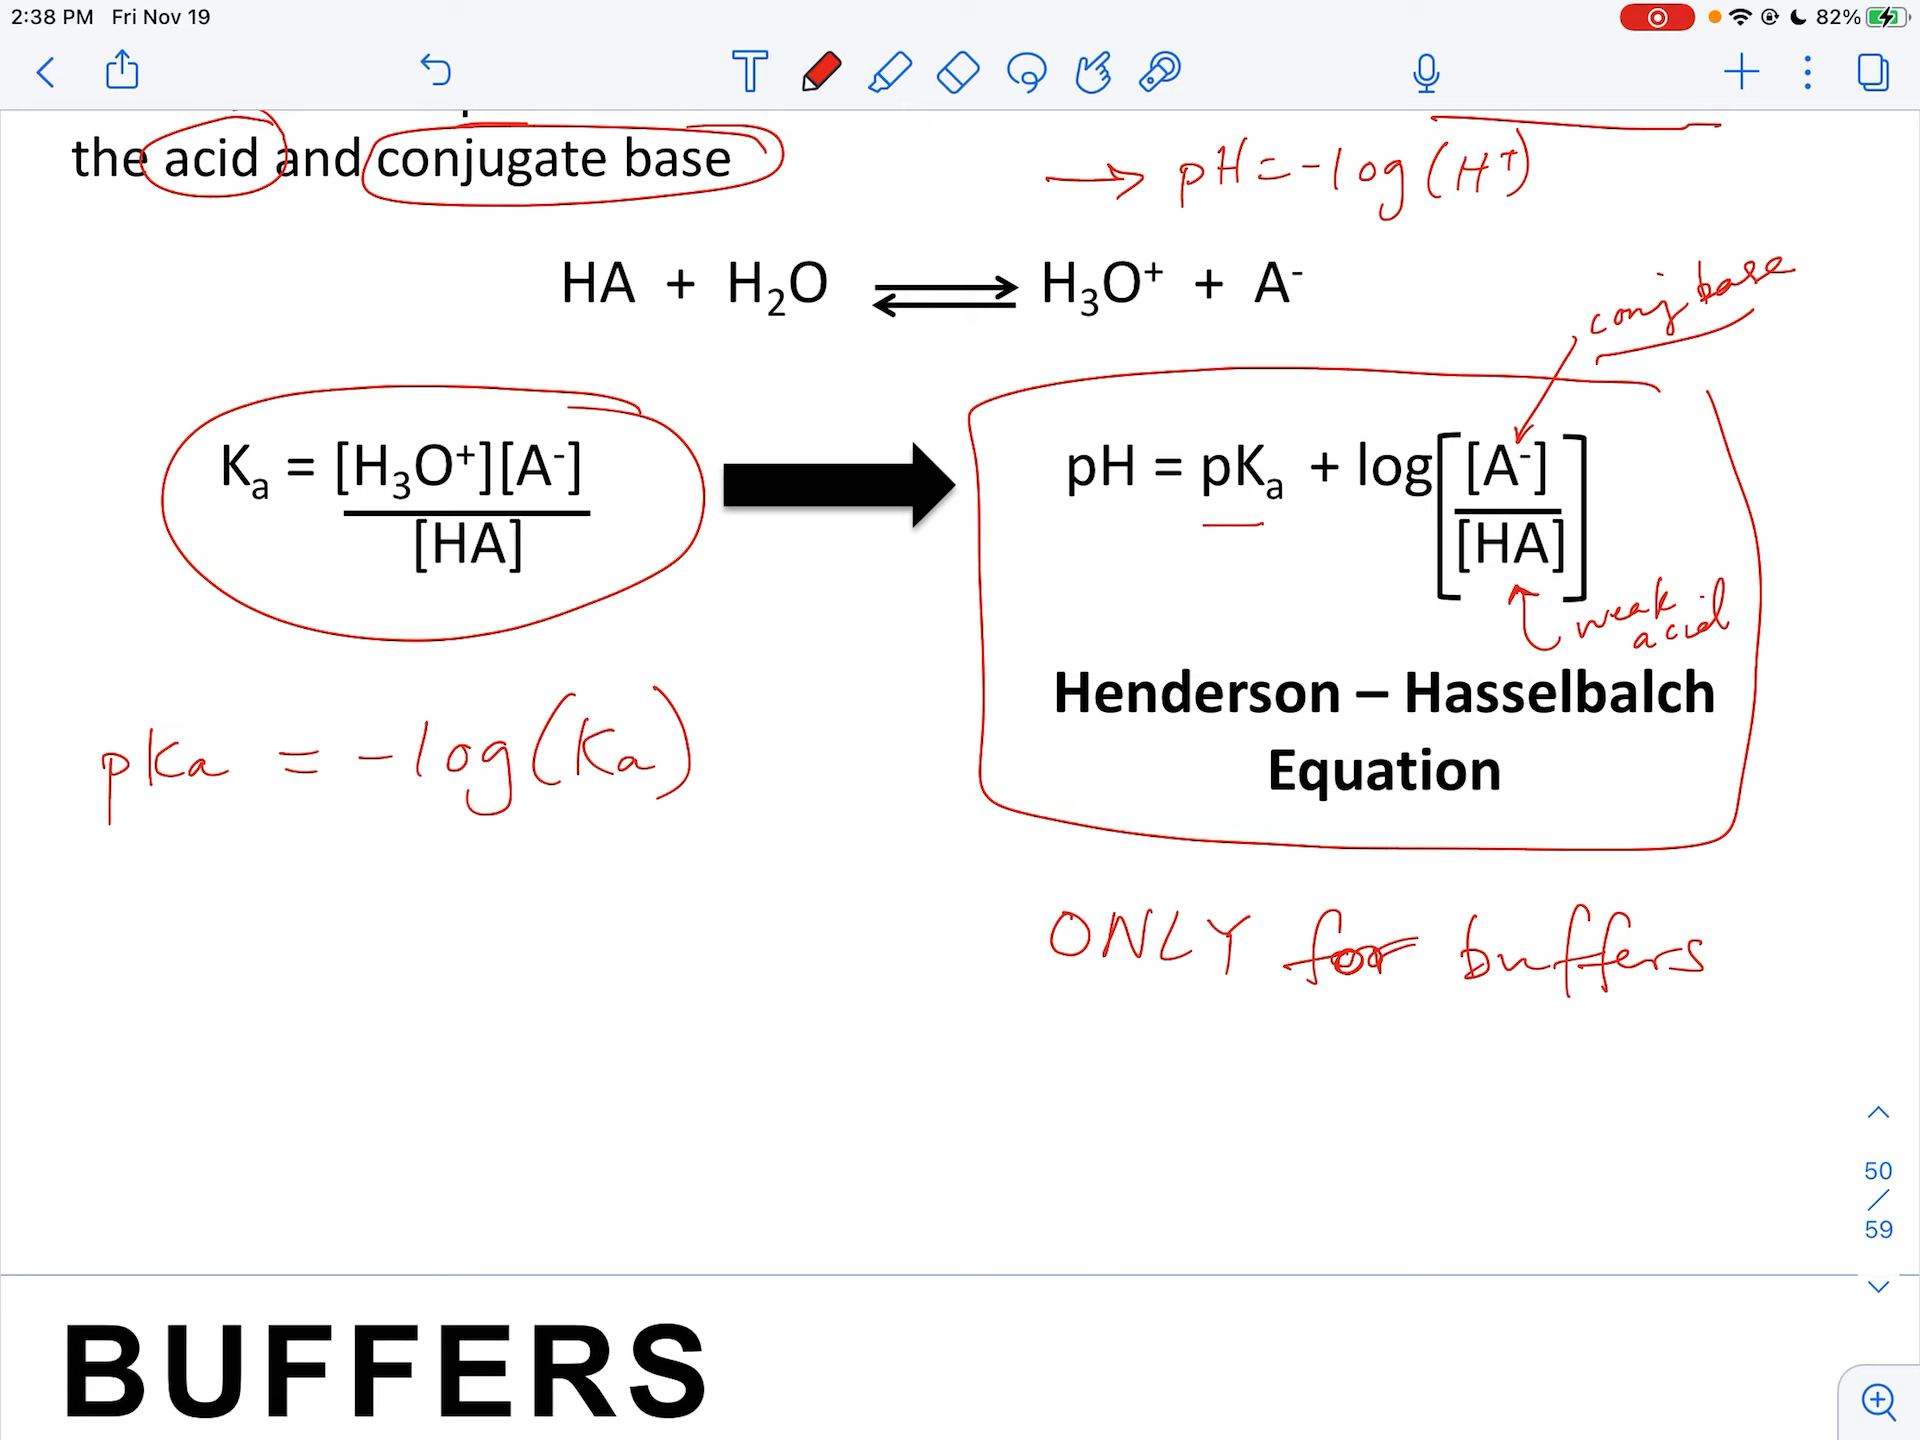 2:38 PM Fri Nov 19
82%
the acid and conjugate base
→ pH = -log(H⁺)
HA + H₂O ⇌ H₃O⁺ + A⁻
conj base
Kₐ = [H₃O⁺][A⁻]
[HA]
pH = pKₐ + log[[A⁻]
[HA]]
weak
acid
Henderson – Hasselbalch
Equation
pKa = -log(Ka)
ONLY for buffers
50
/
59
BUFFERS